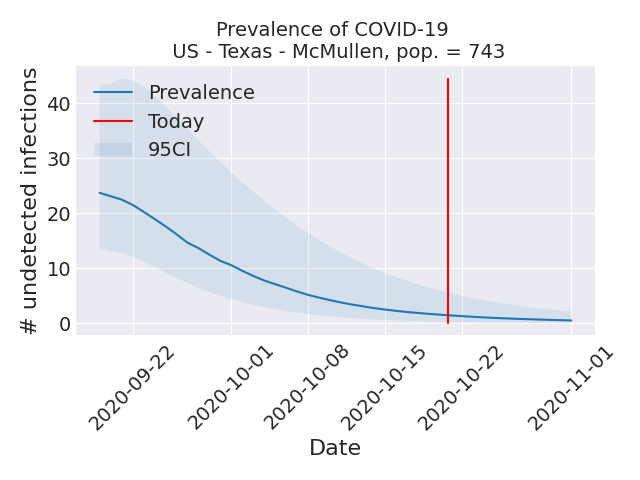 Prevalence of COVID-19
US - Texas - McMullen, pop. = 743
# undetected infections
40
30
20
10
0
Prevalence
Today
95CI
2020-09-22
2020-10-01
2020-10-08
2020-10-15
2020-10-22
2020-11-01
Date